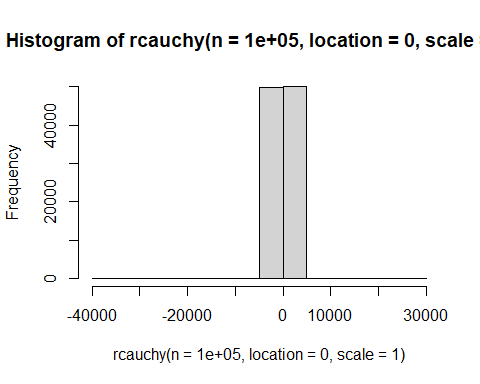 Histogram of rcauchy(n = 1e+05, location = 0, scale =
Frequency
40000
20000
0
-40000 -20000 0 10000 30000
rcauchy(n = 1e+05, location = 0, scale = 1)